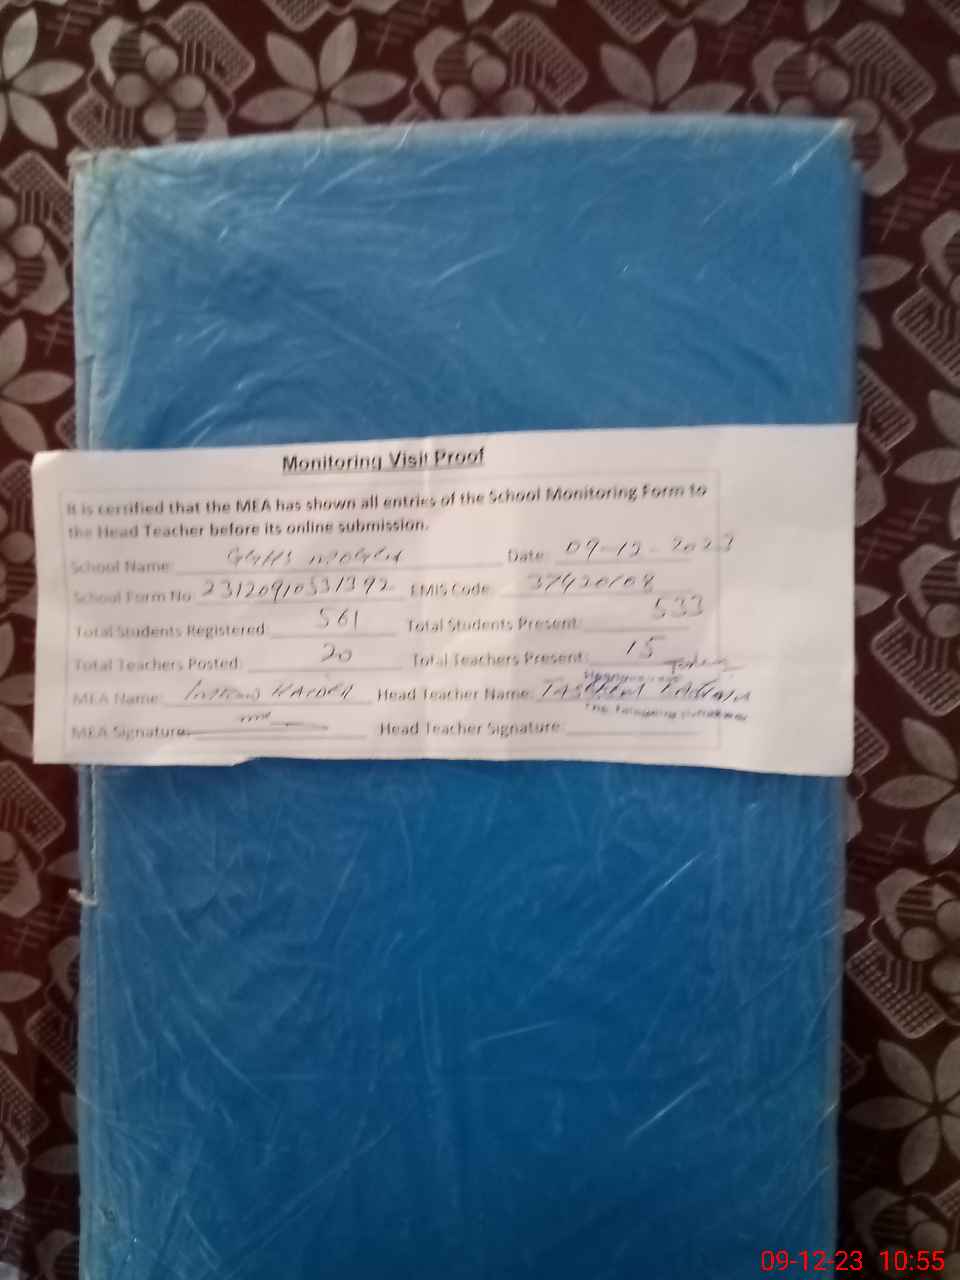 Monitoring Visit Proof
It is certified that the MEA has shown all entries of the School Monitoring Form to
the Head Teacher before its online submission.
School Name: GGHS Date: 09-12-2023
School Form No 23120910531392 EMIS Code: 37420108
Total Students Registered: 561 Total Students Present: 533
Total Teachers Posted: 20 Total Teachers Present: 15
MEA Name: HAIDER Head Teacher Name: TASLEEM
MEA Signature: Head Teacher Signature:
09-12-23 10:55